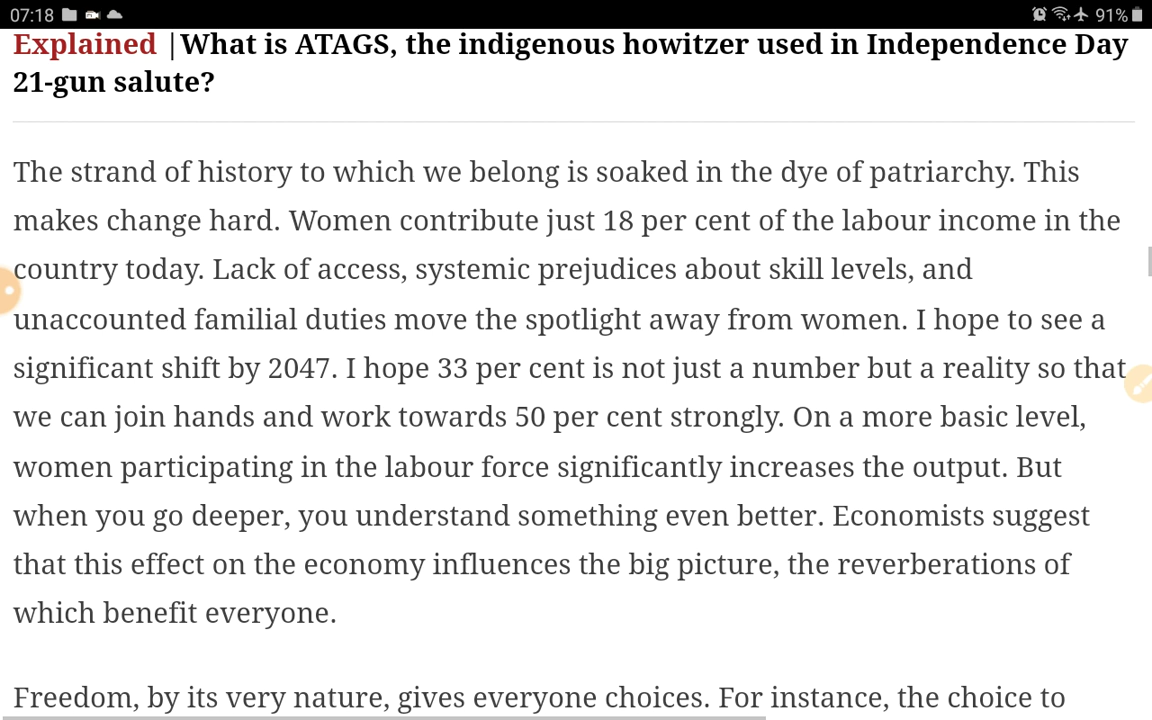 07:18
91%
Explained |What is ATAGS, the indigenous howitzer used in Independence Day
21-gun salute?
The strand of history to which we belong is soaked in the dye of patriarchy. This
makes change hard. Women contribute just 18 per cent of the labour income in the
country today. Lack of access, systemic prejudices about skill levels, and
unaccounted familial duties move the spotlight away from women. I hope to see a
significant shift by 2047. I hope 33 per cent is not just a number but a reality so that
we can join hands and work towards 50 per cent strongly. On a more basic level,
women participating in the labour force significantly increases the output. But
when you go deeper, you understand something even better. Economists suggest
that this effect on the economy influences the big picture, the reverberations of
which benefit everyone.
Freedom, by its very nature, gives everyone choices. For instance, the choice to